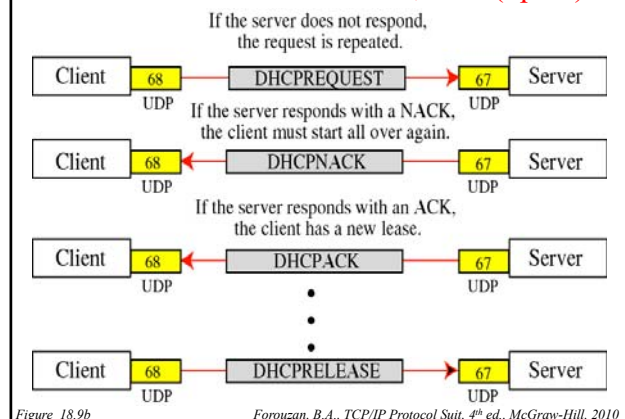 If the server does not respond,
the request is repeated.
Client 68 DHCPREQUEST 67 Server
UDP UDP
If the server responds with a NACK,
the client must start all over again.
Client 68 DHCPNACK 67 Server
UDP UDP
If the server responds with an ACK,
the client has a new lease.
Client 68 DHCPACK 67 Server
UDP UDP
Client 68 DHCPRELEASE 67 Server
UDP UDP
Figure 18.9b Forouzan, B.A., TCP/IP Protocol Suit, 4th ed., McGraw-Hill, 2010